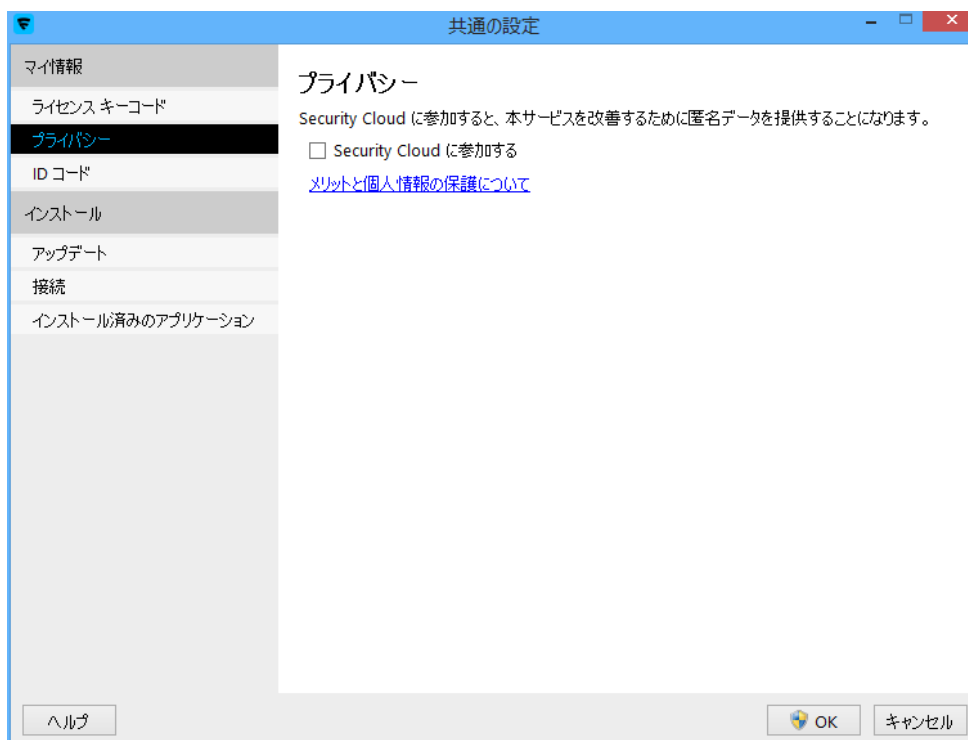 共通の設定
マイ情報
ライセンス キーコード
プライバシー
ID コード
インストール
アップデート
接続
インストール済みのアプリケーション
プライバシー
Security Cloud に参加すると、本サービスを改善するために匿名データを提供することになります。
Security Cloud に参加する
メリットと個人情報の保護について
ヘルプ
OK
キャンセル